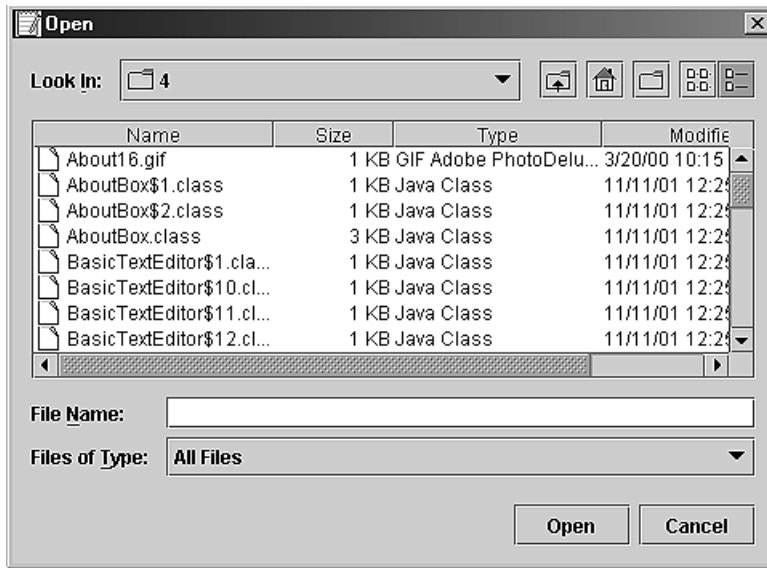 Open
Look In: 4
Name Size Type Modifie
About16.gif 1 KB GIF Adobe PhotoDelu... 3/20/00 10:15
AboutBox$1.class 1 KB Java Class 11/11/01 12:2
AboutBox$2.class 1 KB Java Class 11/11/01 12:2
AboutBox.class 3 KB Java Class 11/11/01 12:2
BasicTextEditor$1.cla... 1 KB Java Class 11/11/01 12:2
BasicTextEditor$10.cl... 1 KB Java Class 11/11/01 12:2
BasicTextEditor$11.cl... 1 KB Java Class 11/11/01 12:2
BasicTextEditor$12.cl... 1 KB Java Class 11/11/01 12:2
File Name:
Files of Type: All Files
Open Cancel